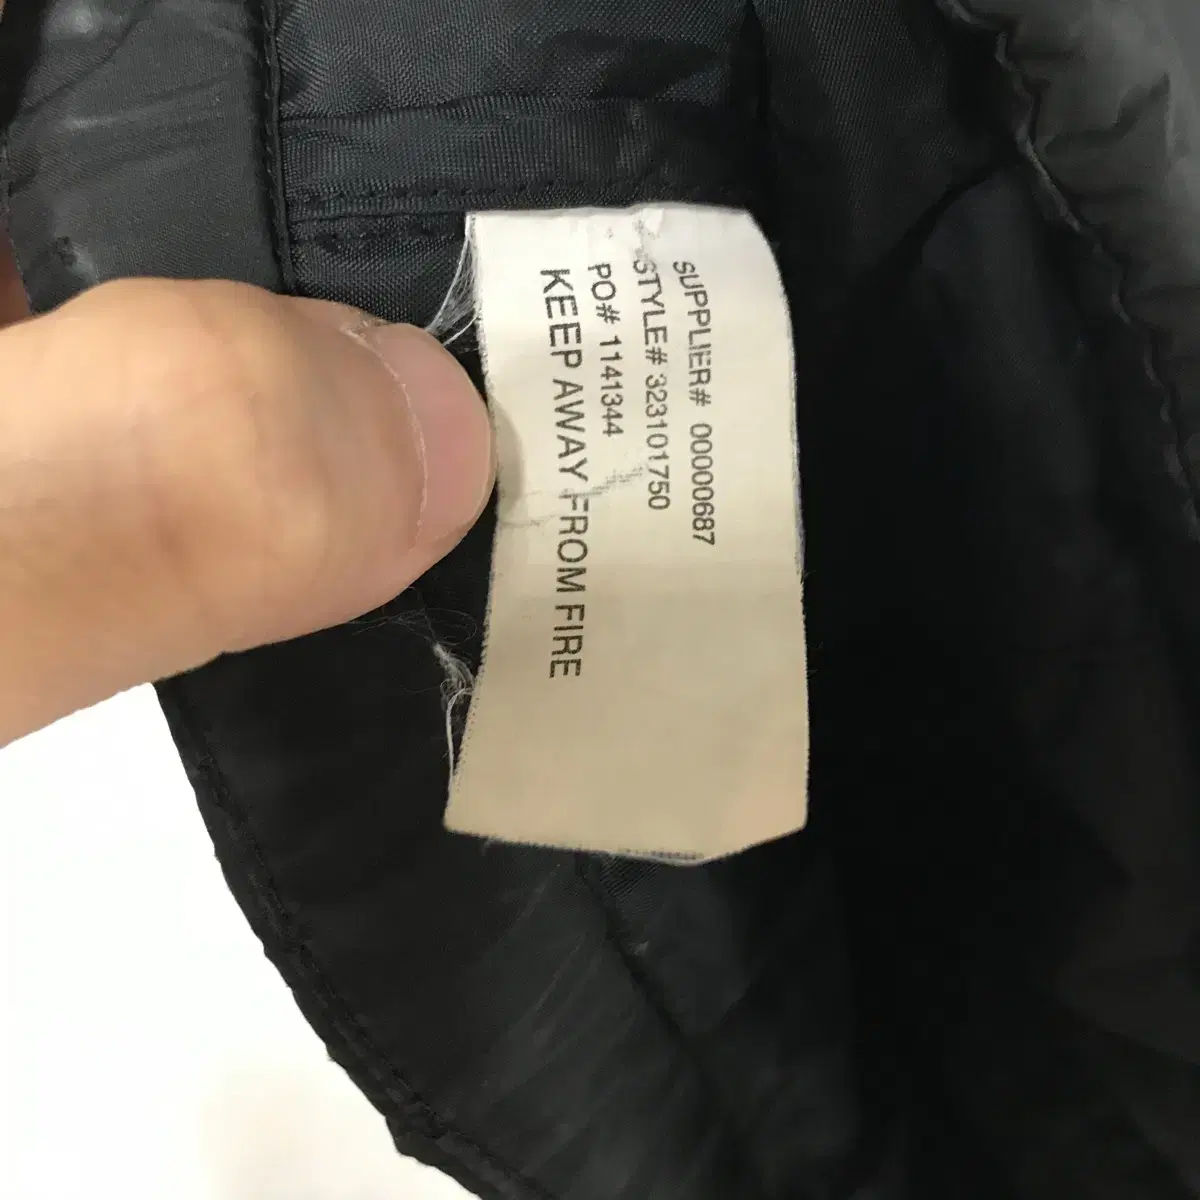 SUPPLIER# 00000687
STYLE# 323101750
PO# 1141344
KEEP AWAY FROM FIRE